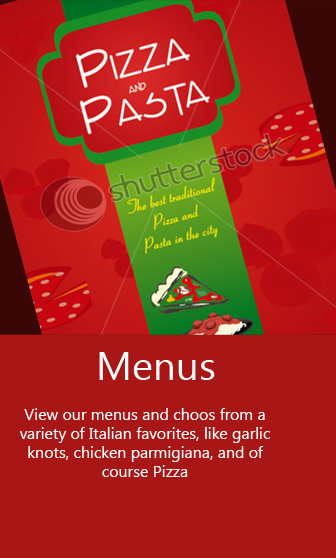 PIZZA
AND
PASTA
shutterstock
The best traditional
Pizza and
Pasta in the city
Menus
View our menus and choos from a
variety of Italian favorites, like garlic
knots, chicken parmigiana, and of
course Pizza